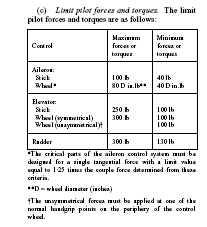 (c) Limit pilot forces and torques. The limit
pilot forces and torques are as follows:
Control
Maximum
forces or
torques
Minimum
forces or
torques
Aileron:
Stick 100 lb 40 lb
Wheel* 80 D in.lb** 40 D in.lb
Elevator:
Stick 250 lb 100 lb
Wheel (symmetrical) 300 lb 100 lb
Wheel (unsymmetrical)† 100 lb
Rudder 300 lb 130 lb
*The critical parts of the aileron control system must be
designed for a single tangential force with a limit value
equal to 1·25 times the couple force determined from these
criteria.
**D = wheel diameter (inches)
†The unsymmetrical forces must be applied at one of the
normal handgrip points on the periphery of the control
wheel.